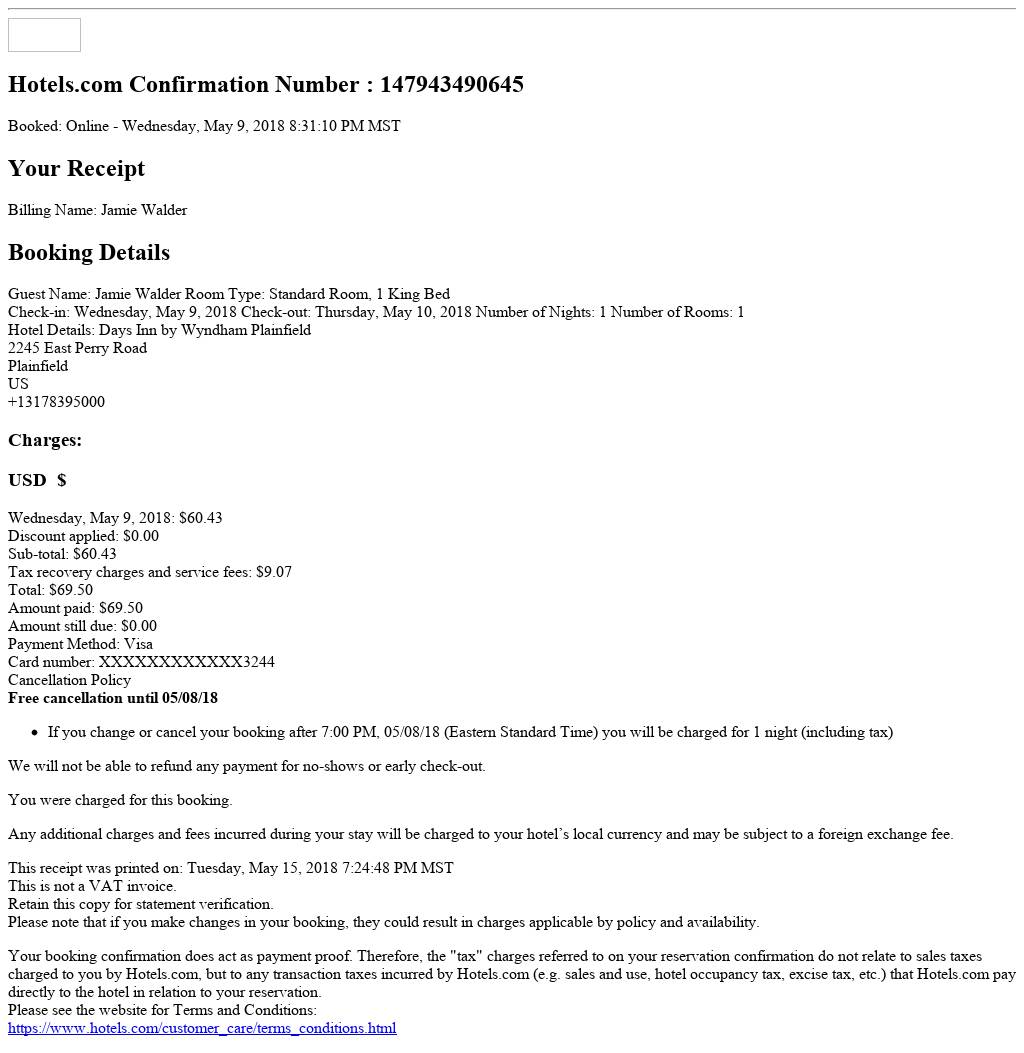 Hotels.com Confirmation Number : 147943490645
Booked: Online - Wednesday, May 9, 2018 8:31:10 PM MST
Your Receipt
Billing Name: Jamie Walder
Booking Details
Guest Name: Jamie Walder Room Type: Standard Room, 1 King Bed
Check-in: Wednesday, May 9, 2018 Check-out: Thursday, May 10, 2018 Number of Nights: 1 Number of Rooms: 1
Hotel Details: Days Inn by Wyndham Plainfield
2245 East Perry Road
Plainfield
US
+13178395000
Charges:
USD $
Wednesday, May 9, 2018: $60.43
Discount applied: $0.00
Sub-total: $60.43
Tax recovery charges and service fees: $9.07
Total: $69.50
Amount paid: $69.50
Amount still due: $0.00
Payment Method: Visa
Card number: XXXXXXXXXXXX3244
Cancellation Policy
Free cancellation until 05/08/18
• If you change or cancel your booking after 7:00 PM, 05/08/18 (Eastern Standard Time) you will be charged for 1 night (including tax)
We will not be able to refund any payment for no-shows or early check-out.
You were charged for this booking.
Any additional charges and fees incurred during your stay will be charged to your hotel’s local currency and may be subject to a foreign exchange fee.
This receipt was printed on: Tuesday, May 15, 2018 7:24:48 PM MST
This is not a VAT invoice.
Retain this copy for statement verification.
Please note that if you make changes in your booking, they could result in charges applicable by policy and availability.
Your booking confirmation does act as payment proof. Therefore, the "tax" charges referred to on your reservation confirmation do not relate to sales taxes
charged to you by Hotels.com, but to any transaction taxes incurred by Hotels.com (e.g. sales and use, hotel occupancy tax, excise tax, etc.) that Hotels.com pay
directly to the hotel in relation to your reservation.
Please see the website for Terms and Conditions:
https://www.hotels.com/customer_care/terms_conditions.html